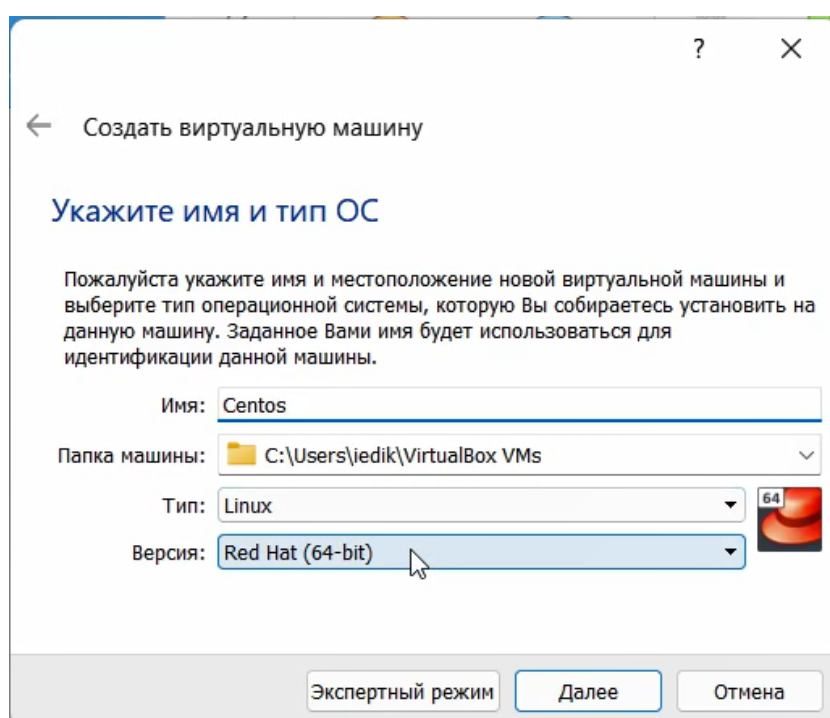 ?
Создать виртуальную машину
Укажите имя и тип ОС
Пожалуйста укажите имя и местоположение новой виртуальной машины и
выберите тип операционной системы, которую Вы собираетесь установить на
данную машину. Заданное Вами имя будет использоваться для
идентификации данной машины.
Имя: Centos
Папка машины: C:\Users\iedik\VirtualBox VMs
Тип: Linux
64
Версия: Red Hat (64-bit)
Экспертный режим Далее Отмена